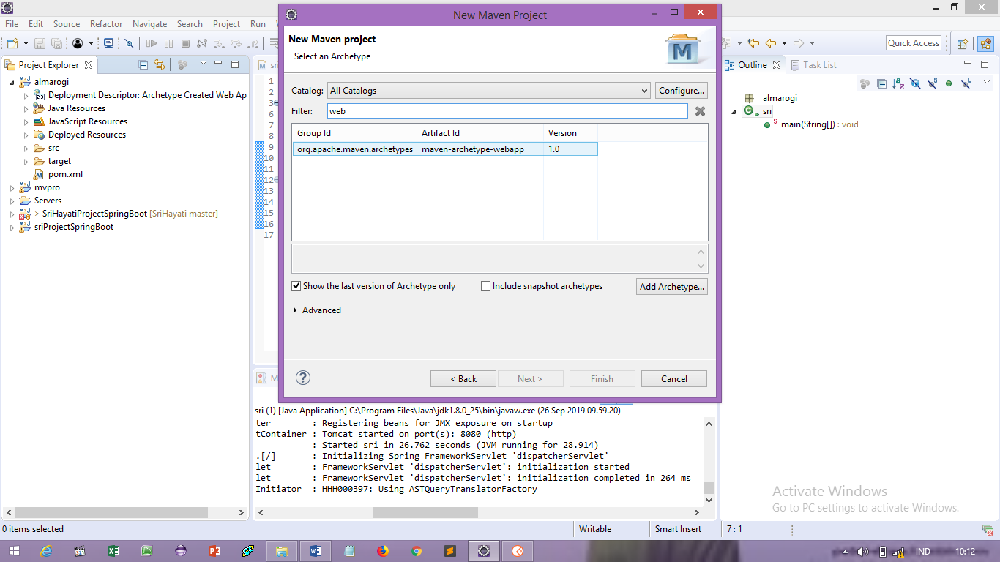 New Maven Project
File Edit Source Refactor Navigate Search Project Run
Quick Access
New Maven project
Select an Archetype
M
Catalog: All Catalogs Configure...
Filter: web
Group Id Artifact Id Version
org.apache.maven.archetypes maven-archetype-webapp 1.0
Show the last version of Archetype only Include snapshot archetypes Add Archetype...
Advanced
< Back Next > Finish Cancel
Project Explorer
almarogi
Deployment Descriptor: Archetype Created Web Ap
Java Resources
JavaScript Resources
Deployed Resources
src
target
pom.xml
mvpro
Servers
> SriHayatiProjectSpringBoot [SriHayati master]
sriProjectSpringBoot
sr
1
2
3
6
7
8
9
10
11
12
13
14
15
16
17
Outline Task List
almarogi
sri
main(String[]) : void
M
sri (1) [Java Application] C:\Program Files\Java\jdk1.8.0_25\bin\javaw.exe (26 Sep 2019 09.59.20)
ter : Registering beans for JMX exposure on startup
tContainer : Tomcat started on port(s): 8080 (http)
: Started sri in 26.762 seconds (JVM running for 28.914)
.[/] : Initializing Spring FrameworkServlet 'dispatcherServlet'
let : FrameworkServlet 'dispatcherServlet': initialization started
let : FrameworkServlet 'dispatcherServlet': initialization completed in 264 ms
Initiator : HHH000397: Using ASTQueryTranslatorFactory
Activate Windows
Go to PC settings to activate Windows.
0 items selected Writable Smart Insert 7 : 1
IND 10:12